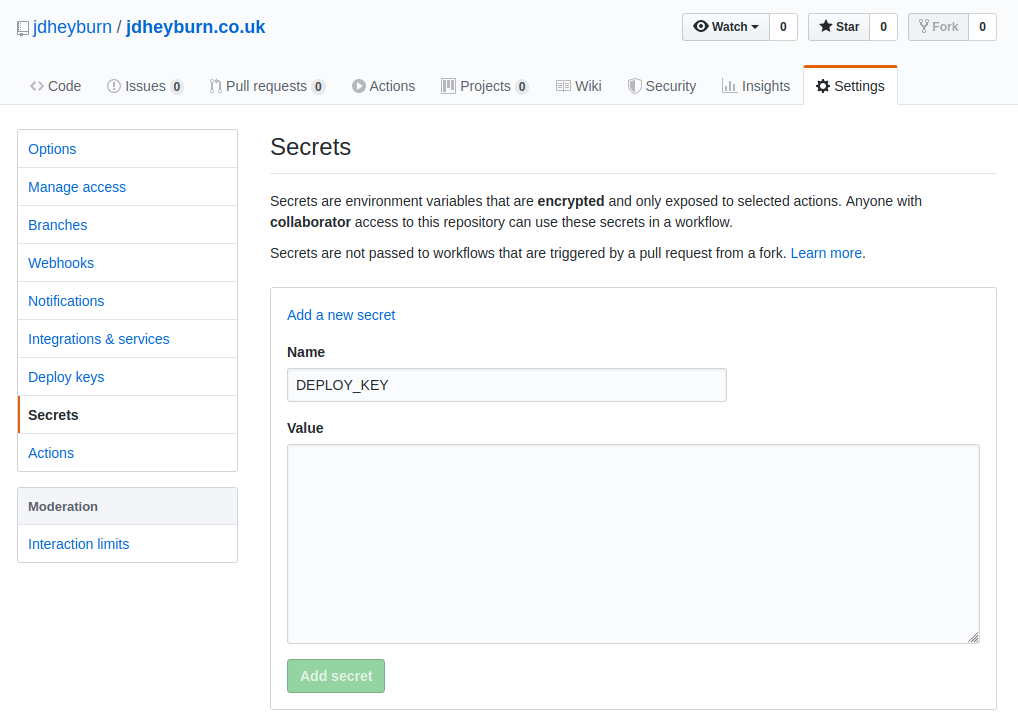 jdheyburn / jdheyburn.co.uk
Watch 0 Star 0 Fork 0
Code Issues 0 Pull requests 0 Actions Projects 0 Wiki Security Insights Settings
Options
Manage access
Branches
Webhooks
Notifications
Integrations & services
Deploy keys
Secrets
Actions
Moderation
Interaction limits
Secrets
Secrets are environment variables that are encrypted and only exposed to selected actions. Anyone with
collaborator access to this repository can use these secrets in a workflow.
Secrets are not passed to workflows that are triggered by a pull request from a fork. Learn more.
Add a new secret
Name
DEPLOY_KEY
Value
Add secret